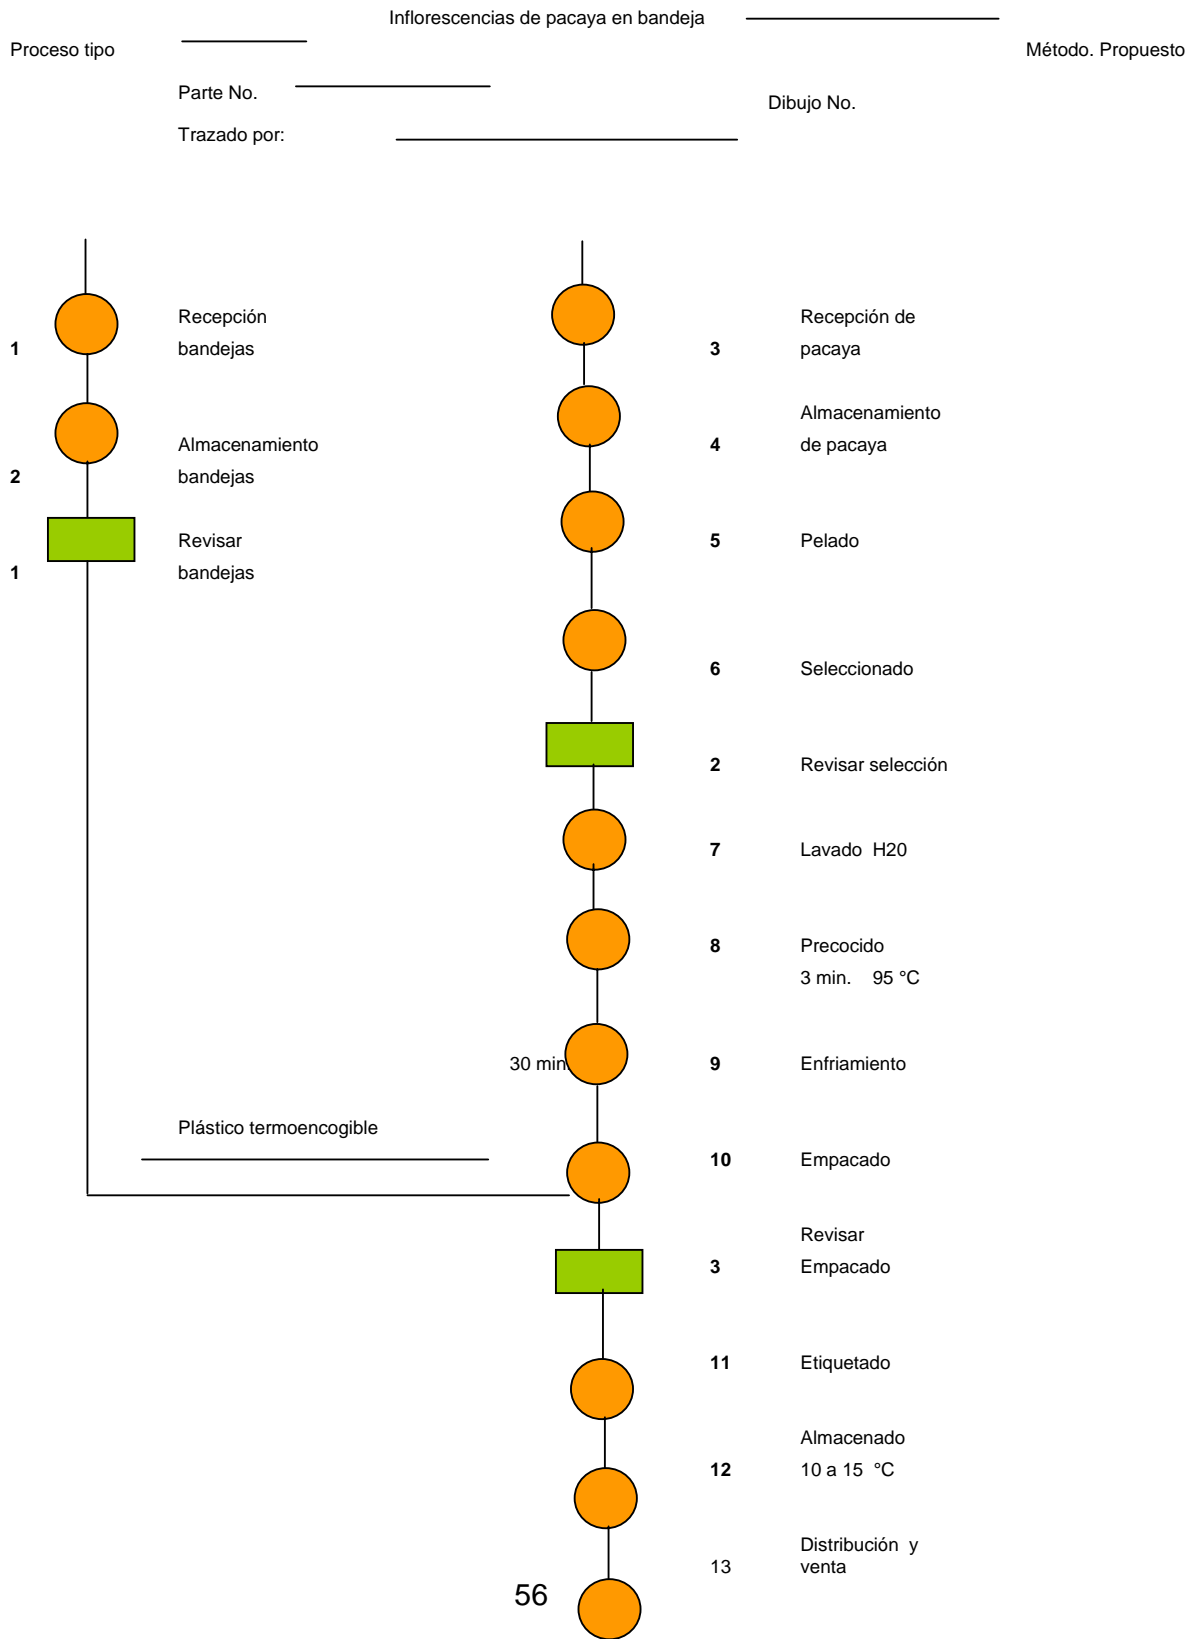 Inflorescencias de pacaya en bandeja
Proceso tipo
Método. Propuesto
Parte No.
Dibujo No.
Trazado por:
1
Recepción
bandejas
2
Almacenamiento
bandejas
1
Revisar
bandejas
3
Recepción de
pacaya
4
Almacenamiento
de pacaya
5
Pelado
6
Seleccionado
2
Revisar selección
7
Lavado H20
8
Precocido
3 min. 95 °C
30 min.
9
Enfriamiento
Plástico termoencogible
10
Empacado
3
Revisar
Empacado
11
Etiquetado
12
Almacenado
10 a 15 °C
13
Distribución y
venta
56